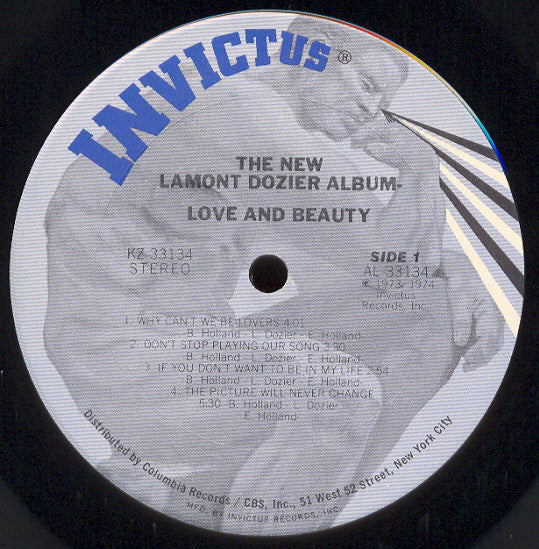 INVICTUS®
THE NEW
LAMONT DOZIER ALBUM-
LOVE AND BEAUTY
KZ 33134
STEREO
SIDE 1
AL 33134
℗ 1973, 1974
Invictus
Records, Inc.
1. WHY CAN'T WE BE LOVERS 4:01
B. Holland - L. Dozier - E. Holland-
2. DON'T STOP PLAYING OUR SONG 3:30
B. Holland - L. Dozier - E. Holland-
3. IF YOU DON'T WANT TO BE IN MY LIFE 2:54
B. Holland - L. Dozier - E. Holland-
4. THE PICTURE WILL NEVER CHANGE
5:30 -B. Holland - L. Dozier -
E. Holland-
Distributed by Columbia Records / CBS, Inc., 51 West 52 Street, New York City
MFD. BY INVICTUS RECORDS, INC.